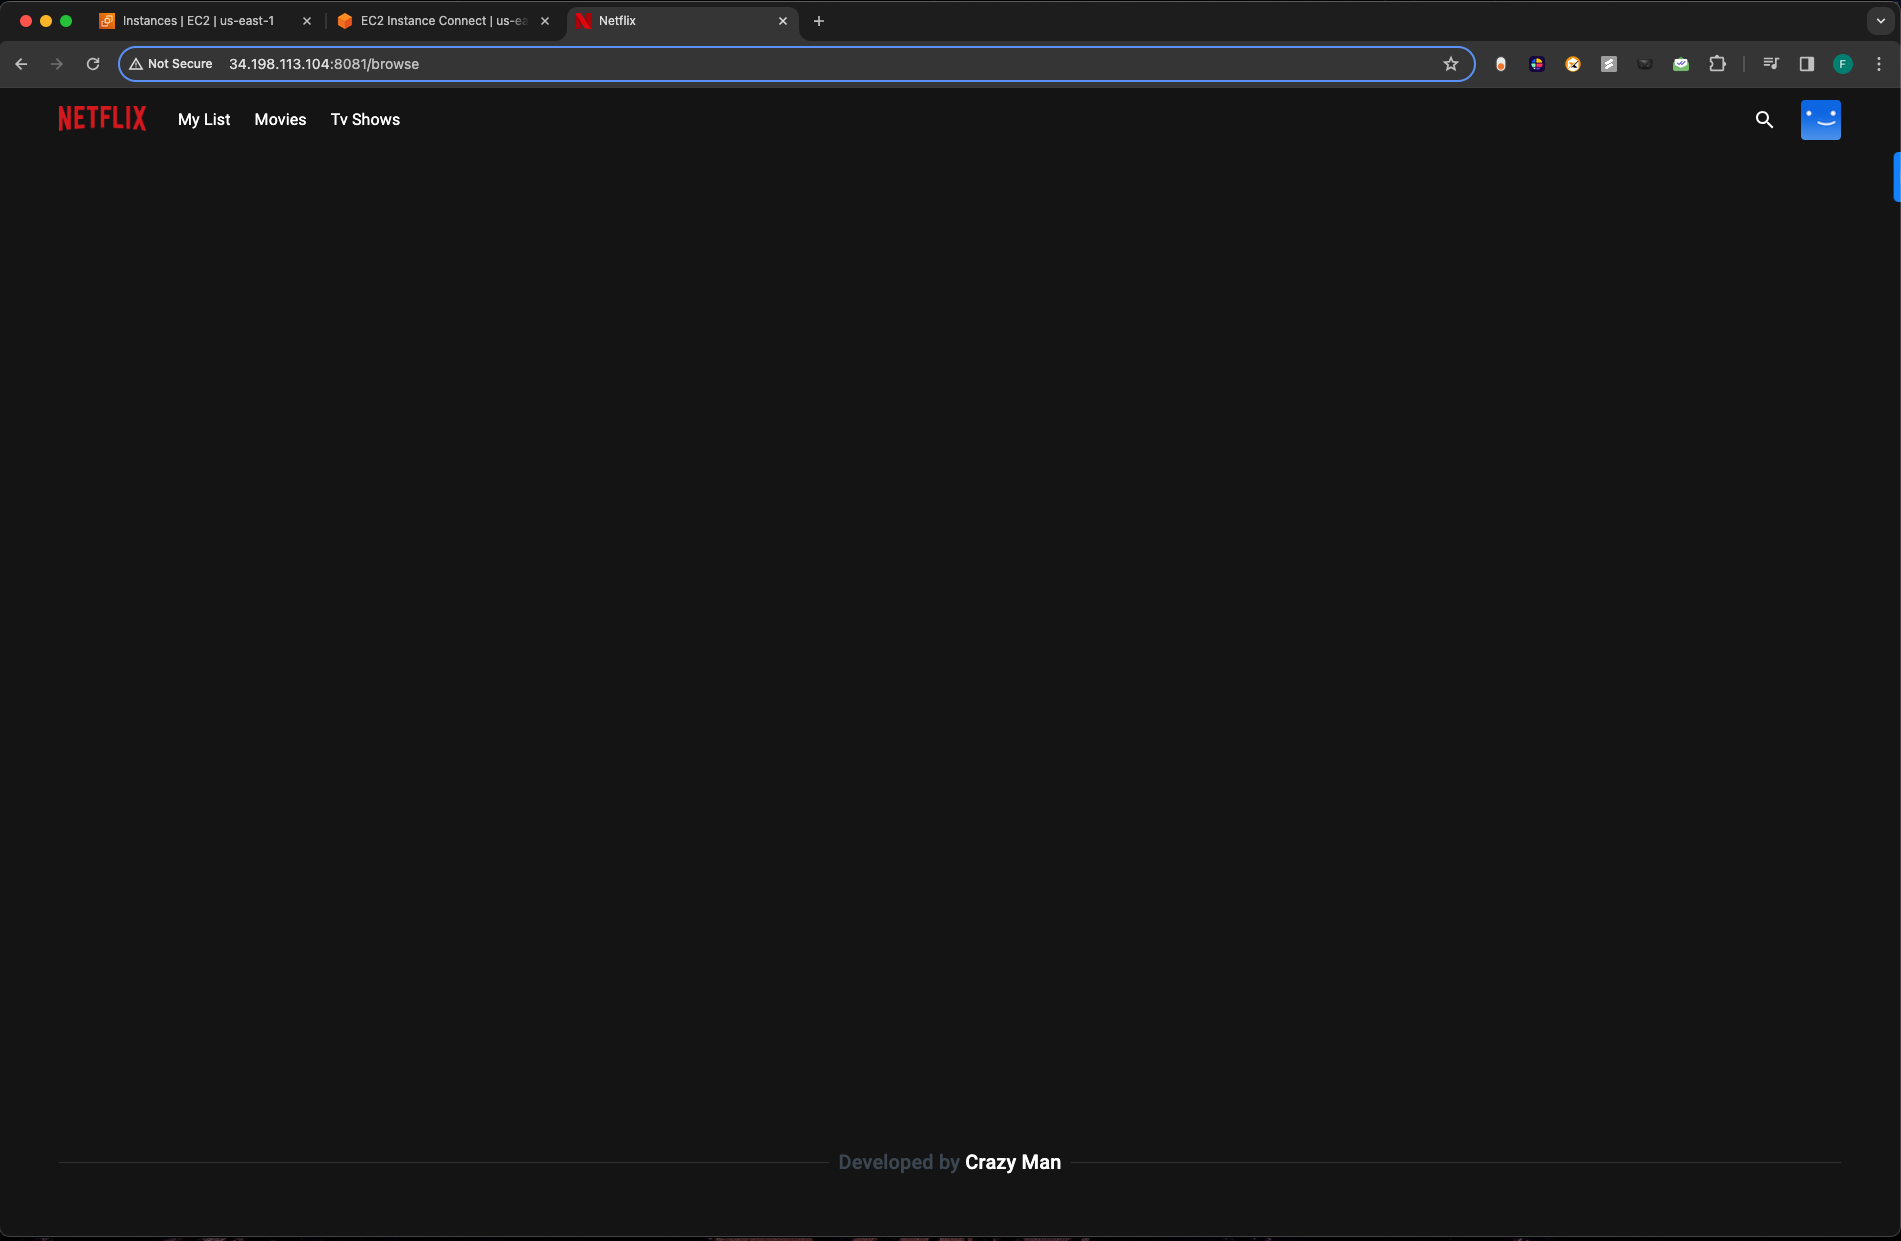 Instances | EC2 | us-east-1
EC2 Instance Connect | us-ea
Netflix
Not Secure
34.198.113.104:8081/browse
F
NETFLIX
My List
Movies
Tv Shows
Developed by Crazy Man